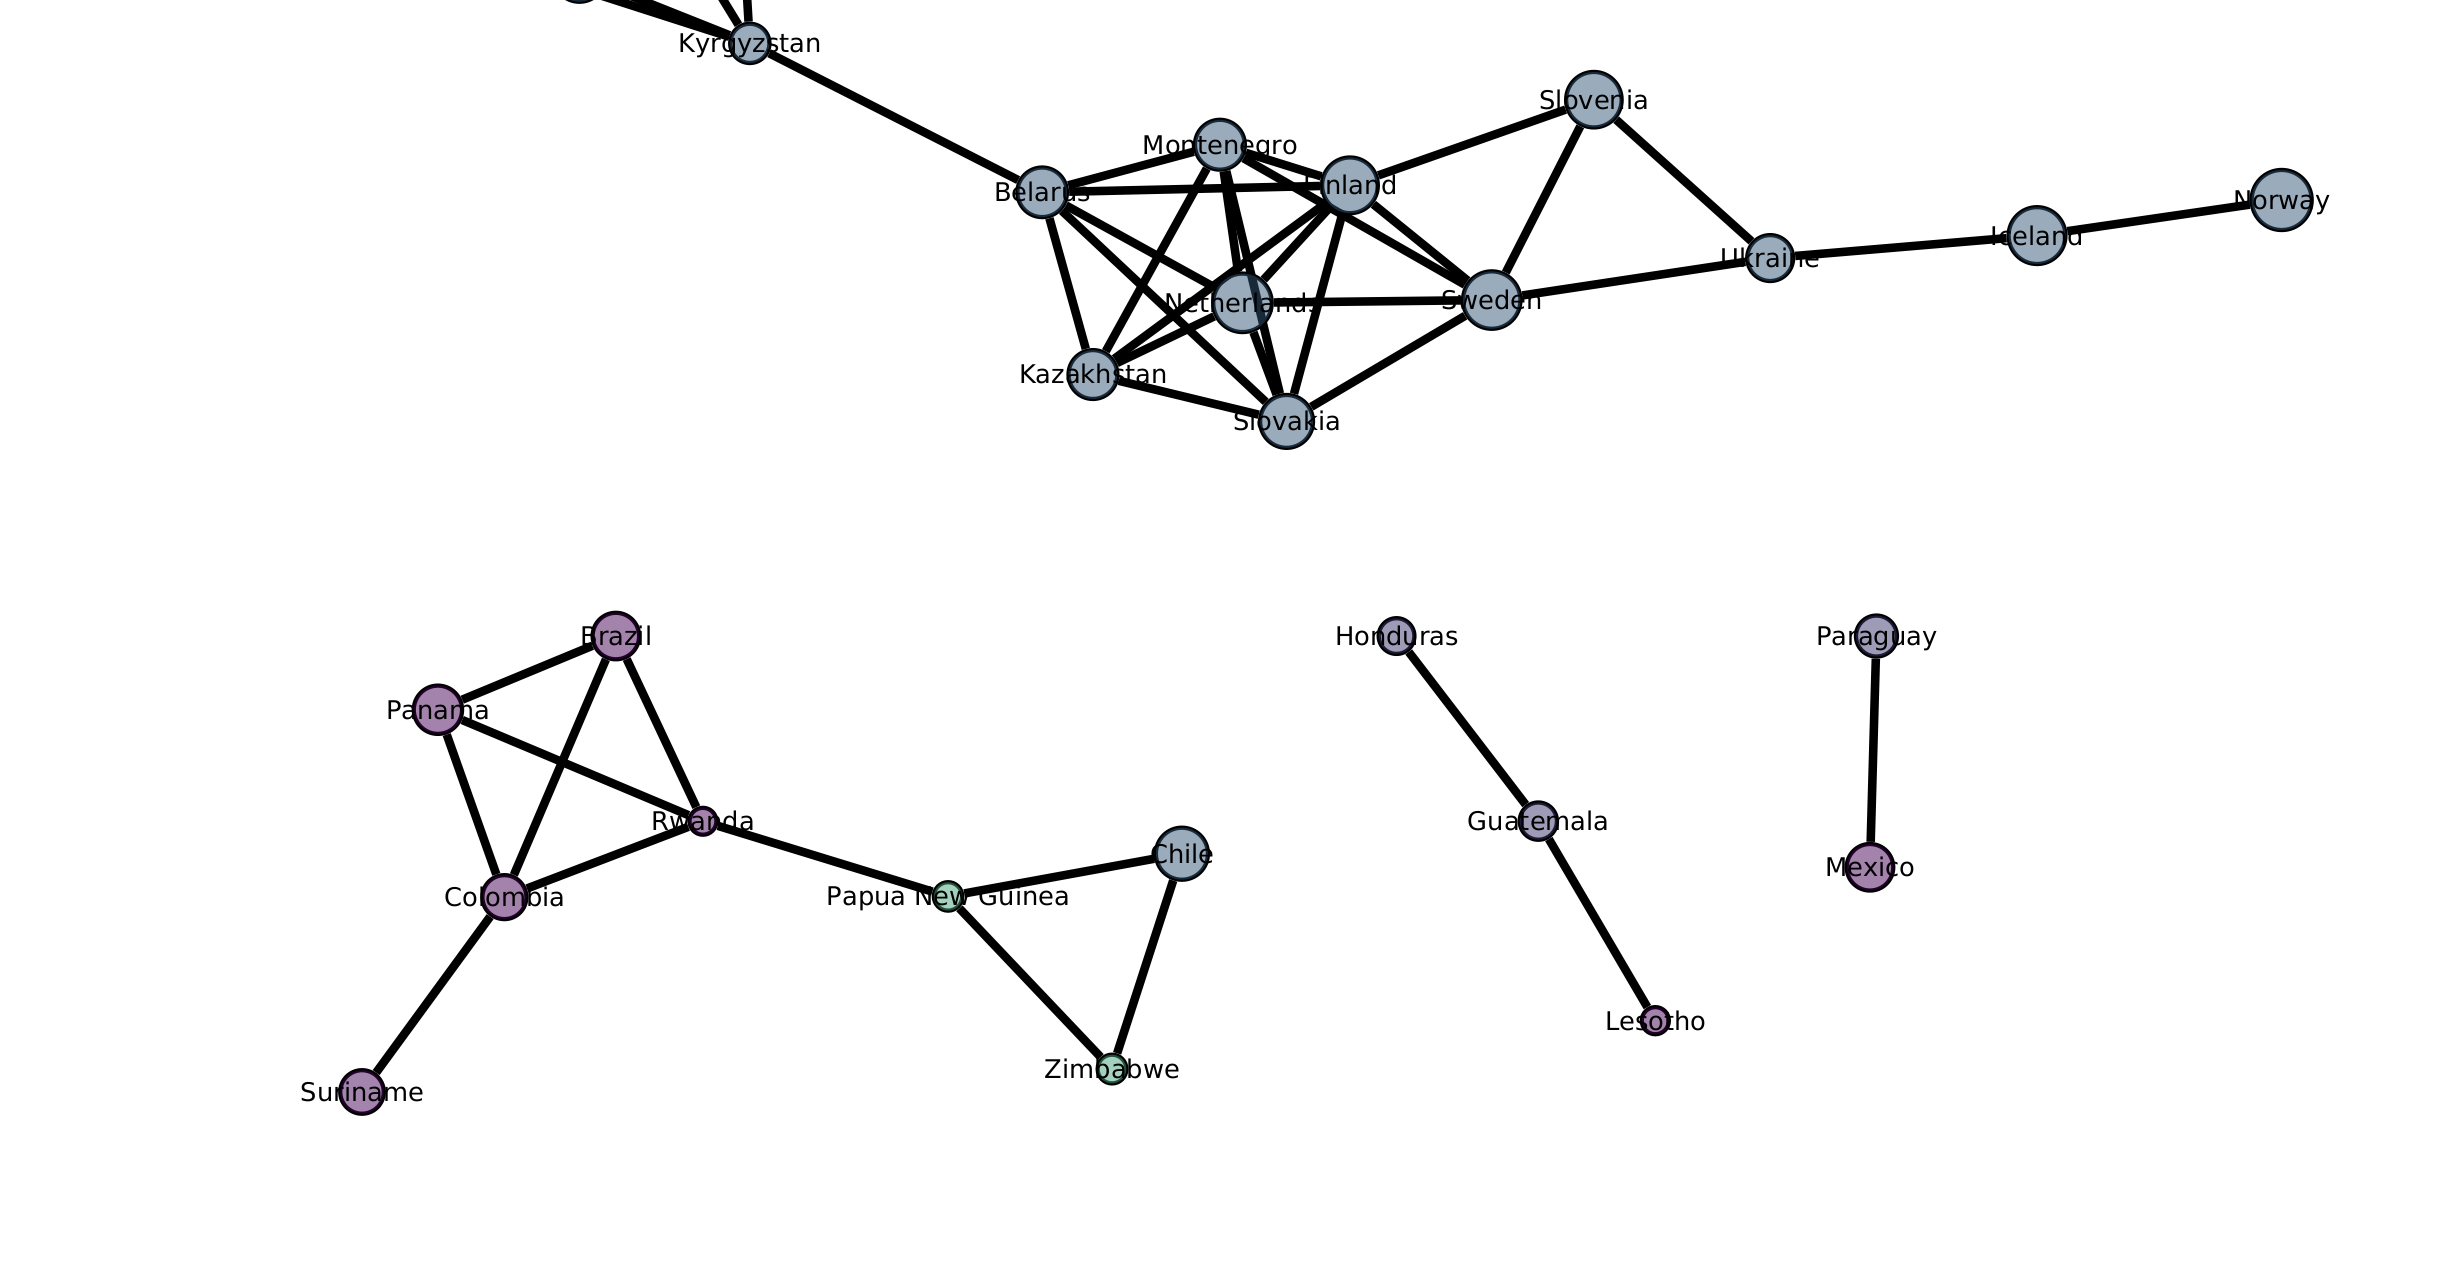 Kyrgyzstan
Slovenia
Montenegro
Finland
Belarus
Norway
Iceland
Ukraine
Netherlands
Sweden
Kazakhstan
Slovakia
Brazil
Honduras
Paraguay
Panama
Rwanda
Guatemala
Chile
Mexico
Colombia
Papua New Guinea
Lesotho
Zimbabwe
Suriname